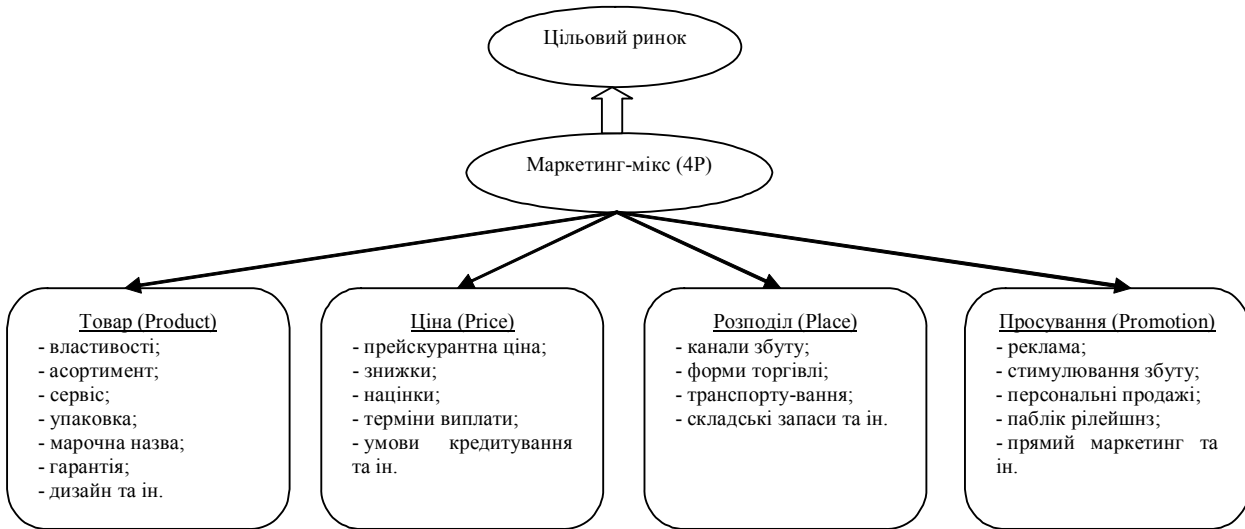 Цільовий ринок
Маркетинг-мікс (4Р)
Товар (Product)
- властивості;
- асортимент;
- сервіс;
- упаковка;
- марочна назва;
- гарантія;
- дизайн та ін.
Ціна (Price)
- прейскурантна ціна;
- знижки;
- націнки;
- терміни виплати;
- умови кредитування
та ін.
Розподіл (Place)
- канали збуту;
- форми торгівлі;
- транспорту-вання;
- складські запаси та ін.
Просування (Promotion)
- реклама;
- стимулювання збуту;
- персональні продажі;
- паблік рілейшнз;
- прямий маркетинг та
ін.